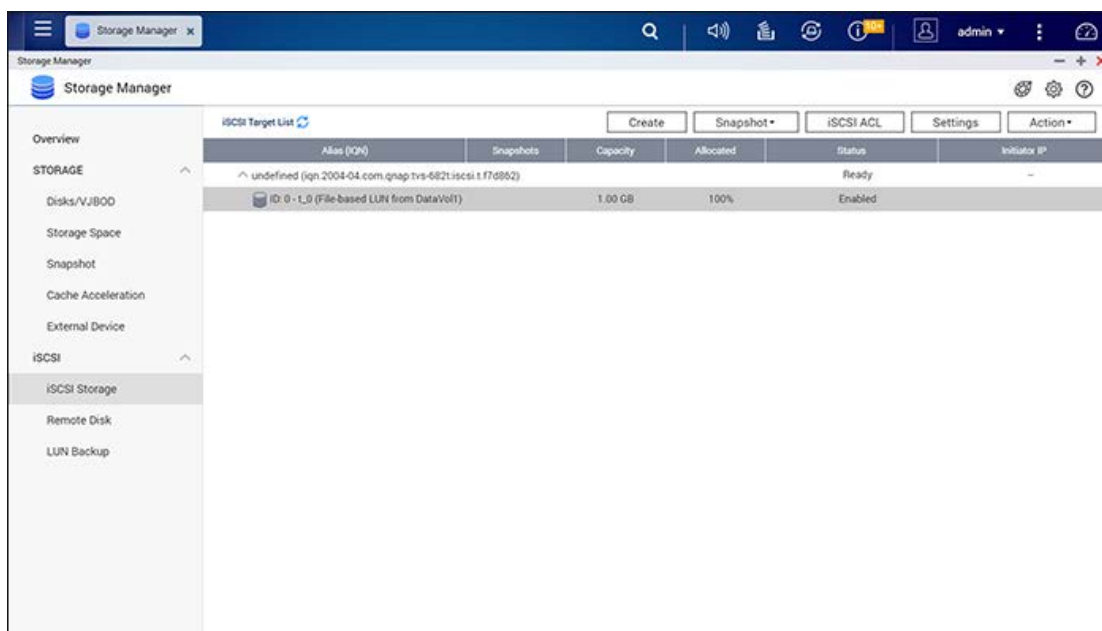 Storage Manager x
10+
admin
Storage Manager
Storage Manager
iSCSI Target List
Create
Snapshot
iSCSI ACL
Settings
Action
Overview
STORAGE
Disks/VJBOD
Storage Space
Snapshot
Cache Acceleration
External Device
iSCSI
iSCSI Storage
Remote Disk
LUN Backup
Alias (IQN) Snapshots Capacity Allocated Status Initiator IP
undefined (iqn.2004-04.com.qnap:tvs-682t:iscsi.t.f7d862) Ready --
ID: 0 - t_0 (File-based LUN from DataVol1) 1.00 GB 100% Enabled